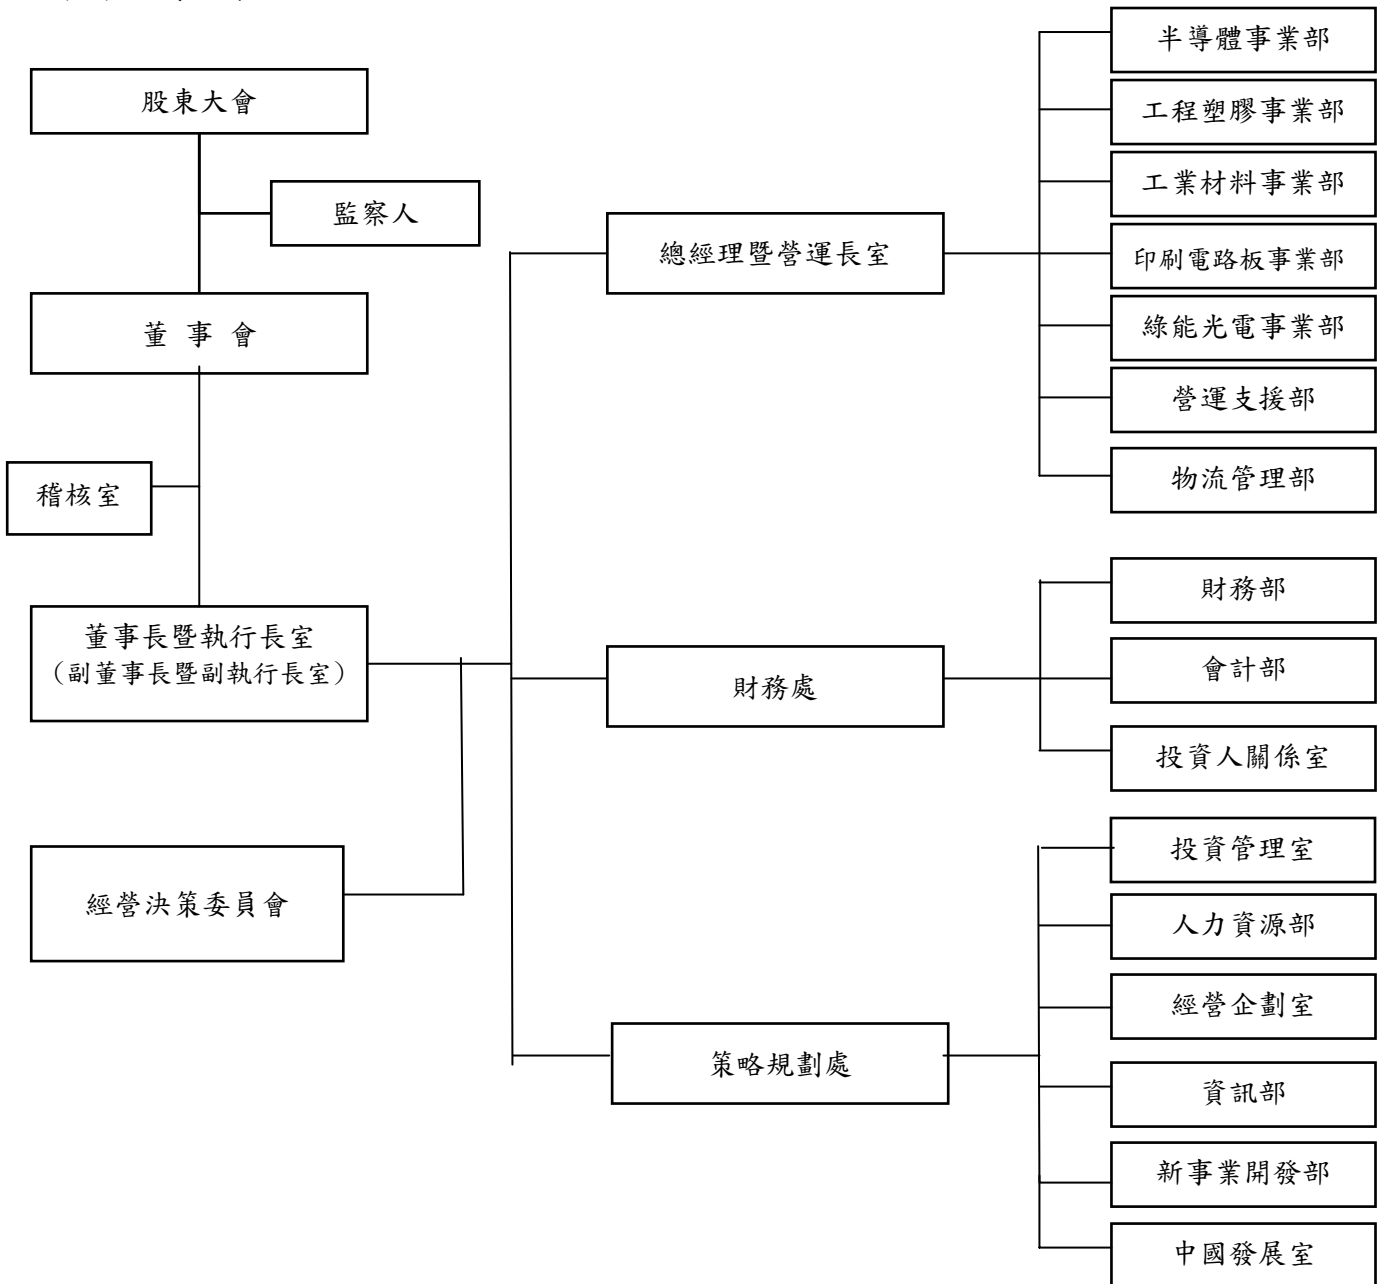 股東大會
監察人
董事會
稽核室
董事長暨執行長室
（副董事長暨副執行長室）
經營決策委員會
總經理暨營運長室
財務處
策略規劃處
半導體事業部
工程塑膠事業部
工業材料事業部
印刷電路板事業部
綠能光電事業部
營運支援部
物流管理部
財務部
會計部
投資人關係室
投資管理室
人力資源部
經營企劃室
資訊部
新事業開發部
中國發展室